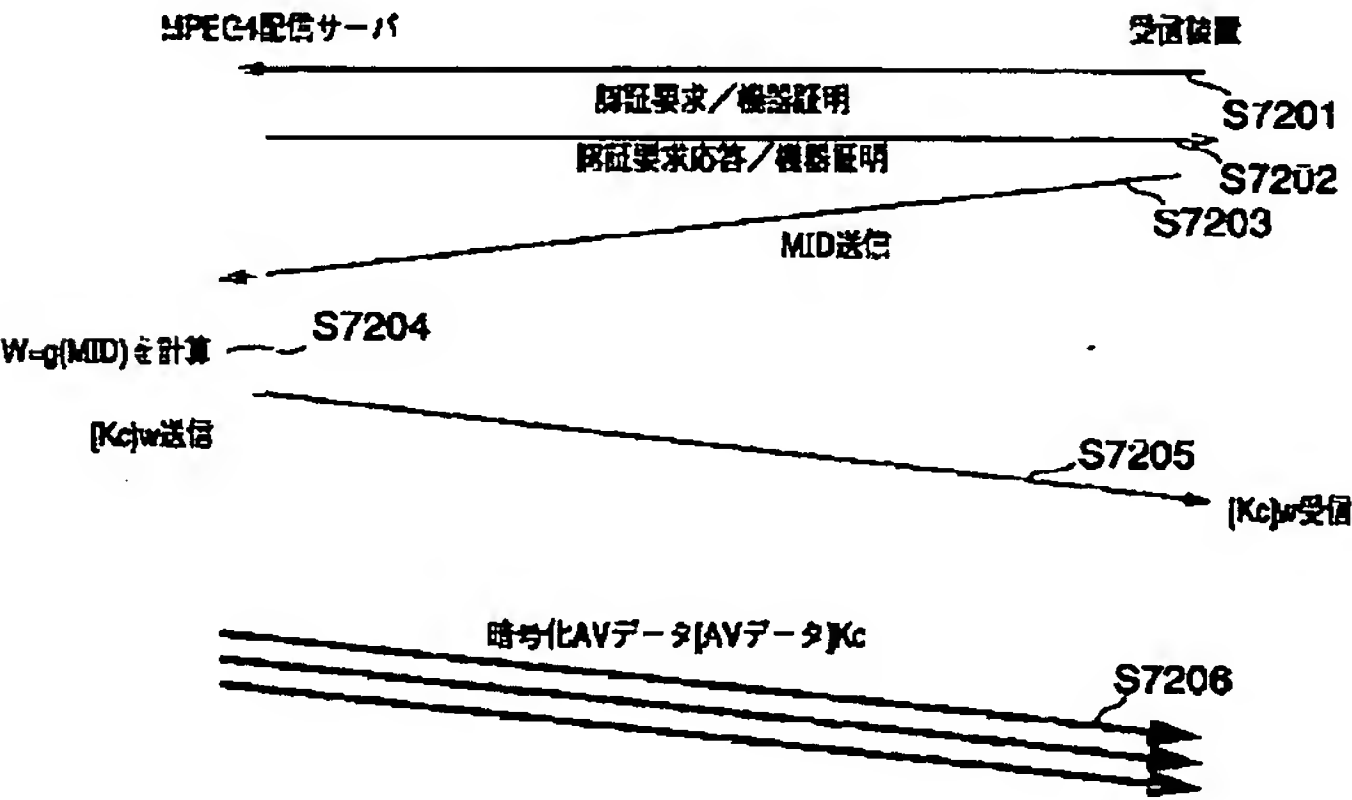 MPEG4配信サーバ
受信装置
認証要求／機器証明
S7201
認証要求応答／機器証明
S7202
S7203
MID送信
S7204
W=g(MID)を計算
[Kc]w送信
S7205
[Kc]w受信
暗号化AVデータ[AVデータ]Kc
S7206